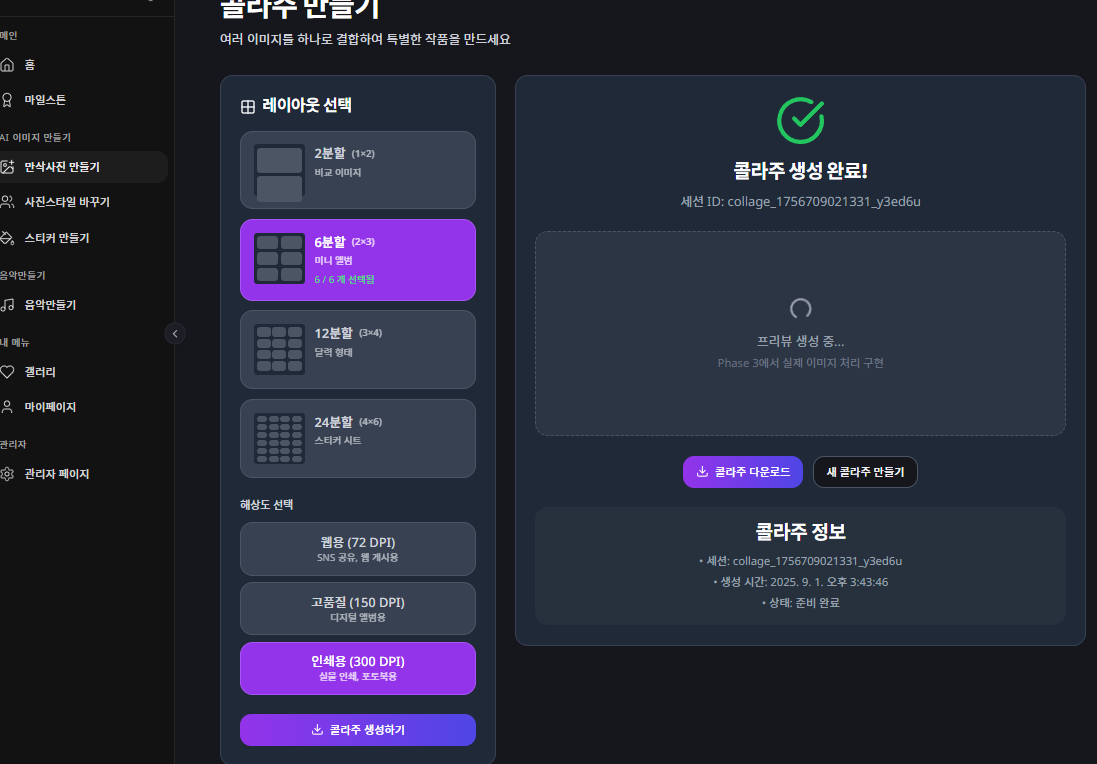 콜라주 만들기
여러 이미지를 하나로 결합하여 특별한 작품을 만드세요
메인
홈
마일스톤
AI 이미지 만들기
만삭사진 만들기
사진스타일 바꾸기
스티커 만들기
음악만들기
음악만들기
내 메뉴
갤러리
마이페이지
관리자
관리자 페이지
레이아웃 선택
2분할 (1×2)
비교 이미지
6분할 (2×3)
미니 앨범
6 / 6 개 선택됨
12분할 (3×4)
달력 형태
24분할 (4×6)
스티커 시트
해상도 선택
웹용 (72 DPI)
SNS 공유, 웹 게시용
고품질 (150 DPI)
디지털 앨범용
인쇄용 (300 DPI)
실물 인쇄, 포토북용
콜라주 생성하기
콜라주 생성 완료!
세션 ID: collage_1756709021331_y3ed6u
프리뷰 생성 중...
Phase 3에서 실제 이미지 처리 구현
콜라주 다운로드
새 콜라주 만들기
콜라주 정보
• 세션: collage_1756709021331_y3ed6u
• 생성 시간: 2025. 9. 1. 오후 3:43:46
• 상태: 준비 완료